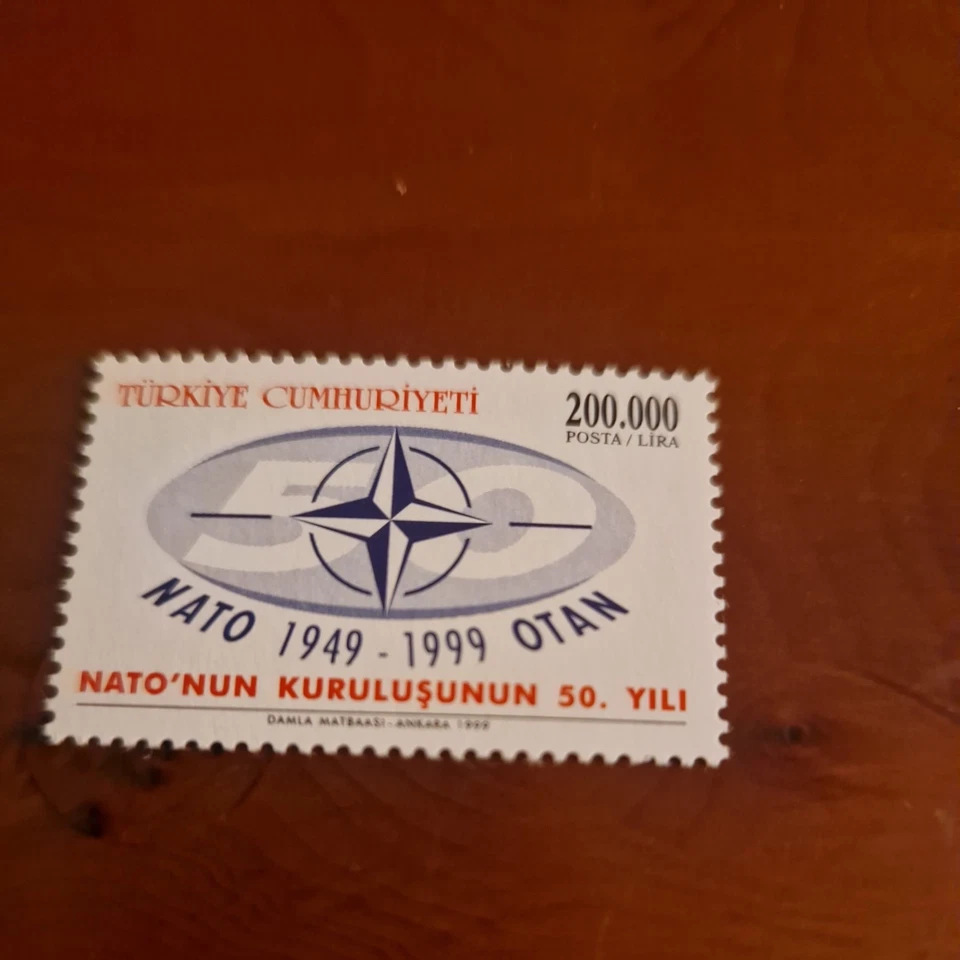 TÜRKİYE CUMHURİYETİ
200.000
POSTA / LİRA
50
NATO 1949 - 1999 OTAN
NATO'NUN KURULUŞUNUN 50. YILI
DAMLA MATBAASI - ANKARA 1999